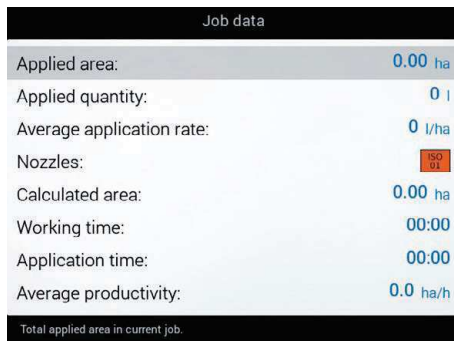 Job data
Applied area: 0.00 ha
Applied quantity: 0 l
Average application rate: 0 l/ha
Nozzles: ISO 01
Calculated area: 0.00 ha
Working time: 00:00
Application time: 00:00
Average productivity: 0.0 ha/h
Total applied area in current job.